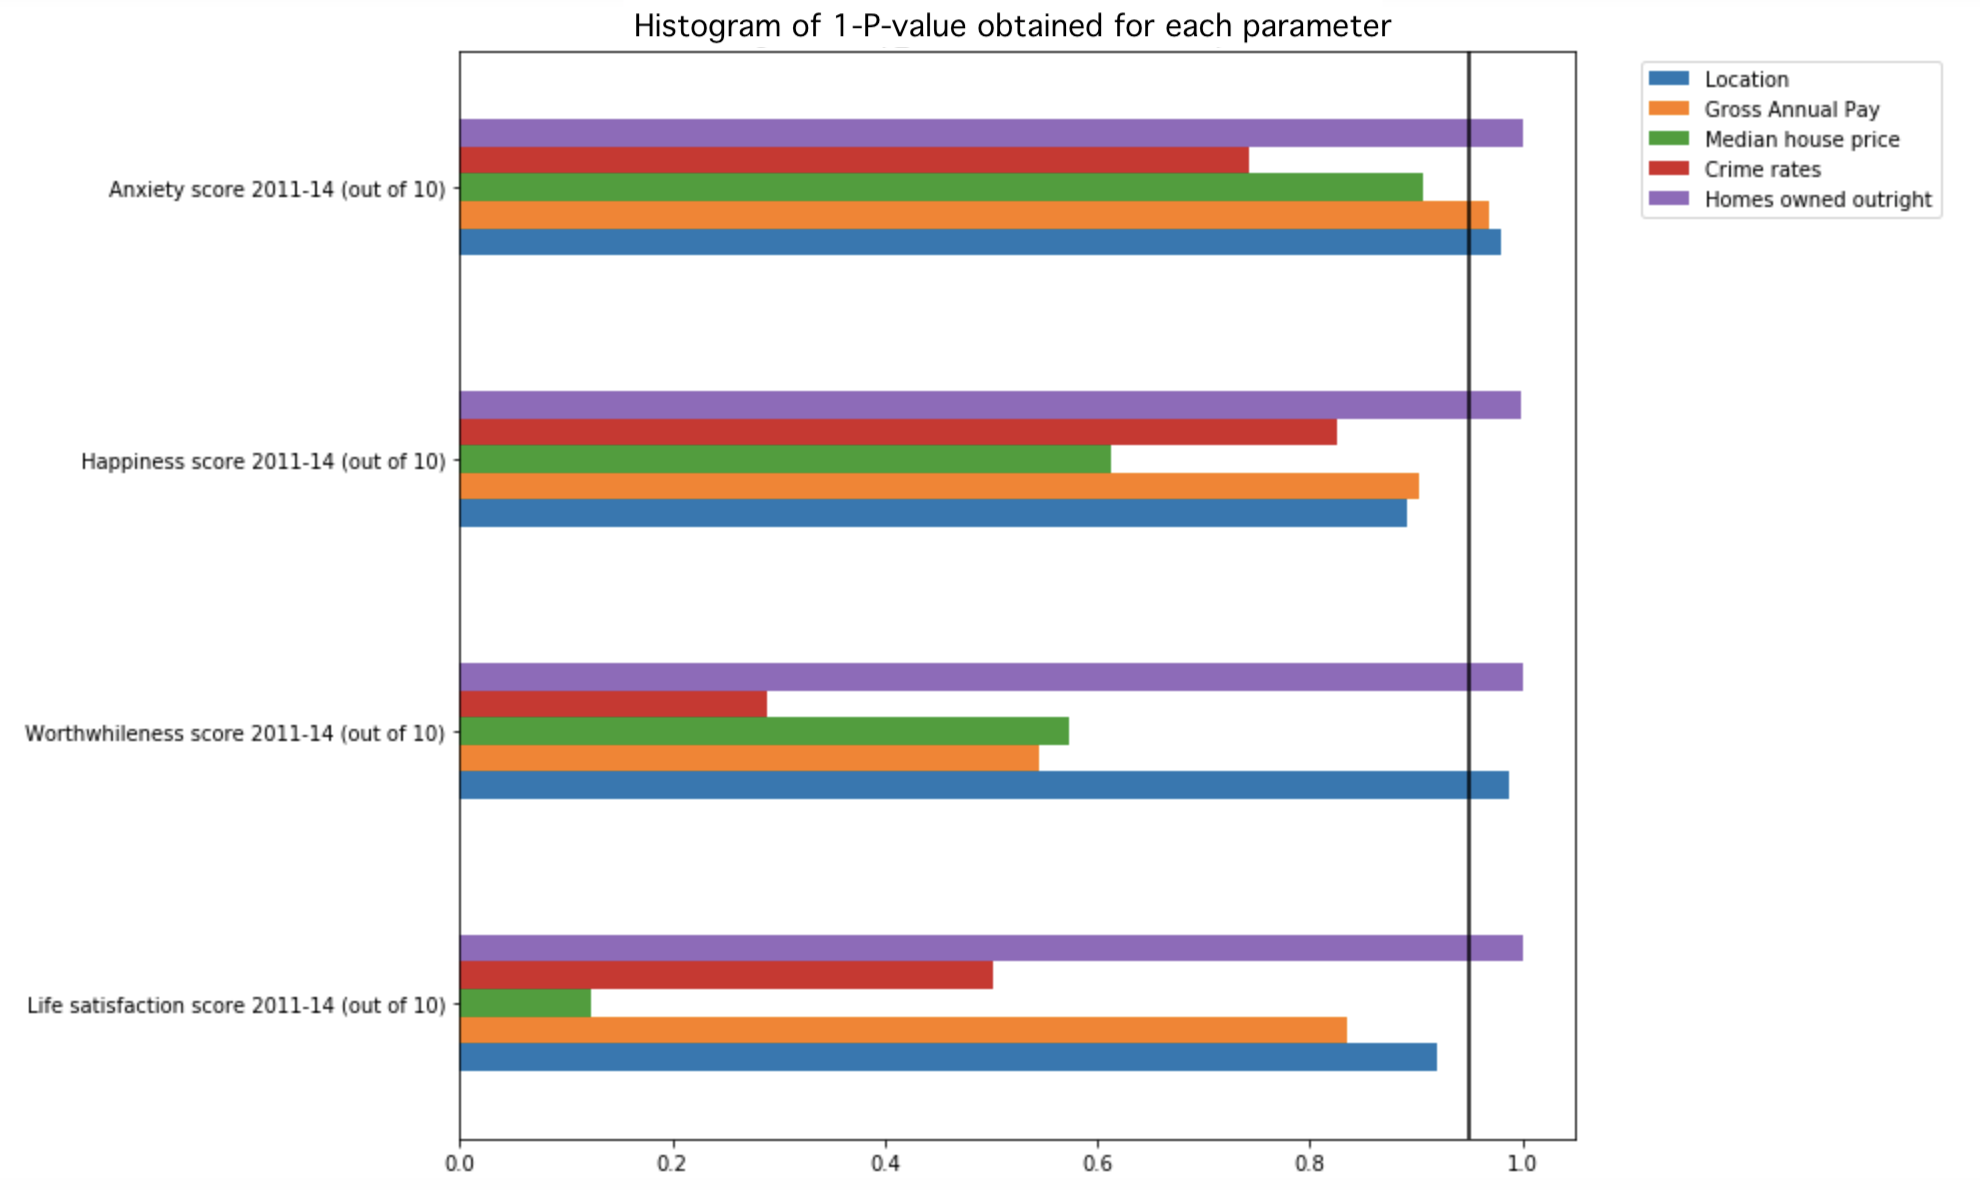 Histogram of 1-P-value obtained for each parameter
Location
Gross Annual Pay
Median house price
Crime rates
Homes owned outright
Anxiety score 2011-14 (out of 10)
Happiness score 2011-14 (out of 10)
Worthwhileness score 2011-14 (out of 10)
Life satisfaction score 2011-14 (out of 10)
0.0 0.2 0.4 0.6 0.8 1.0